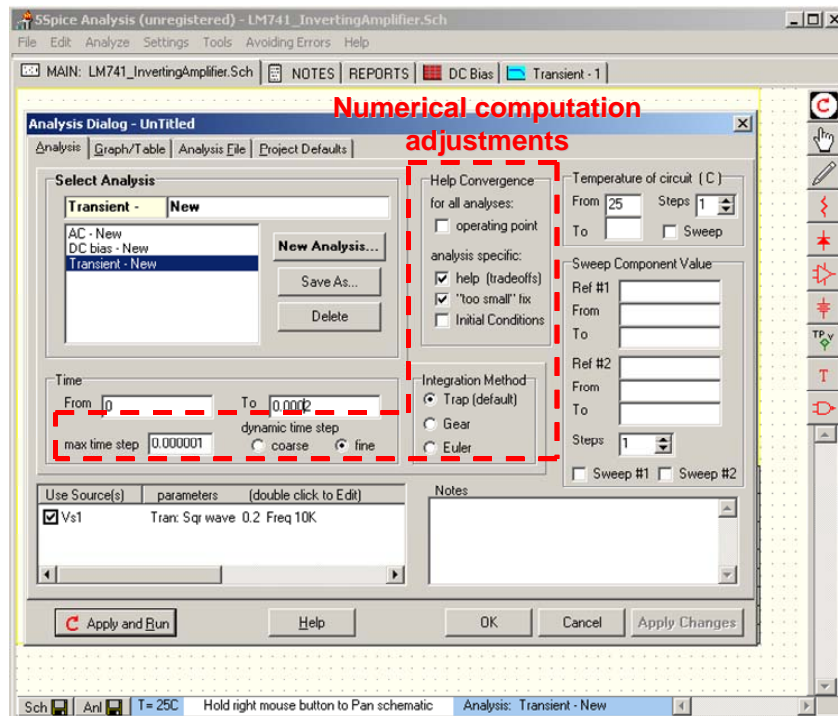 5Spice Analysis (unregistered) - LM741_InvertingAmplifier.Sch
File Edit Analyze Settings Tools Avoiding Errors Help
MAIN: LM741_InvertingAmplifier.Sch NOTES REPORTS DC Bias Transient - 1
Numerical computation
adjustments
Analysis Dialog - UnTitled
Analysis Graph/Table Analysis File Project Defaults
Select Analysis
Transient - New
AC - New
DC bias - New
Transient - New
New Analysis...
Save As...
Delete
Help Convergence
for all analyses:
operating point
analysis specific:
help (tradeoffs)
"too small" fix
Initial Conditions
Temperature of circuit ( C )
From 25 Steps 1
To Sweep
Sweep Component Value
Ref #1
From
To
Ref #2
From
To
Steps 1
Sweep #1 Sweep #2
Time
From 0 To 0.0002
max time step 0.000001 dynamic time step
coarse fine
Integration Method
Trap (default)
Gear
Euler
Use Source(s) parameters (double click to Edit)
Vs1 Tran: Sqr wave 0.2 Freq 10K
Notes
Apply and Run Help OK Cancel Apply Changes
C
TP V
T
Sch Anl T= 25C Hold right mouse button to Pan schematic Analysis: Transient - New